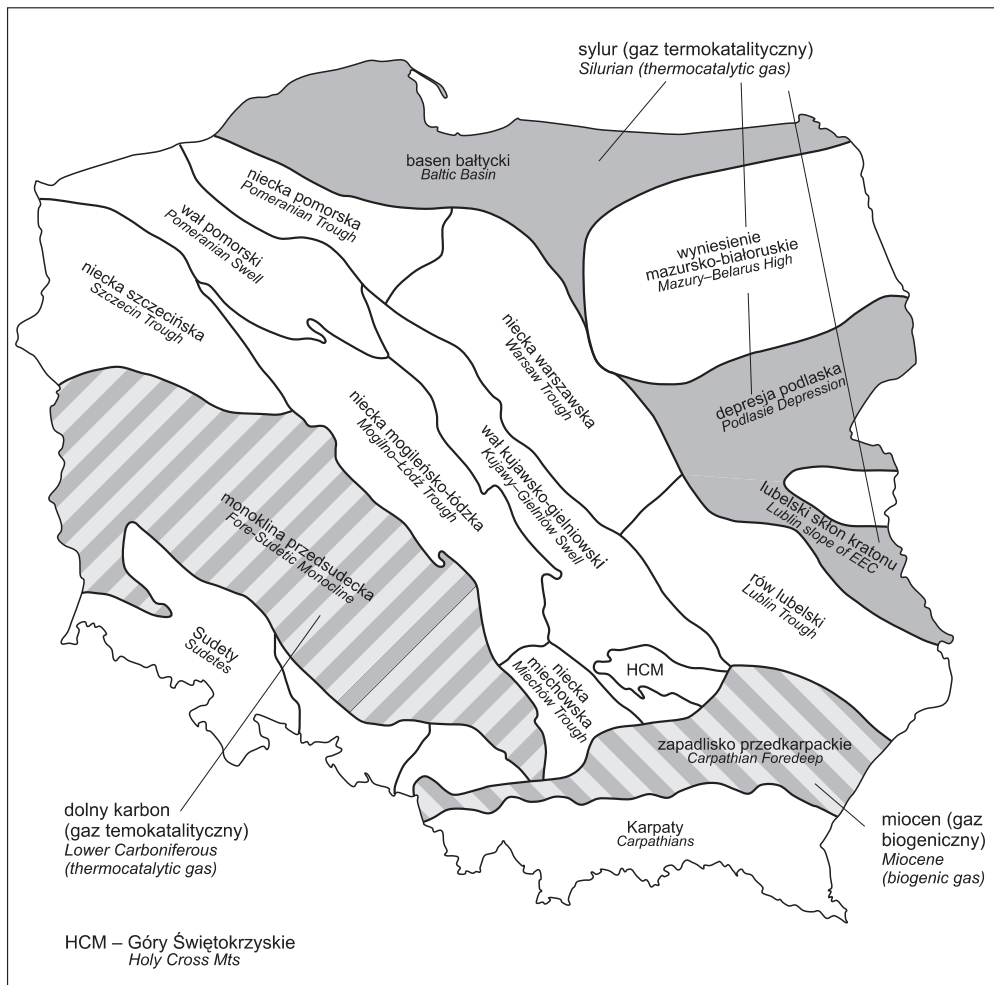 sylur (gaz termokatalityczny)
Silurian (thermocatalytic gas)
basen bałtycki
Baltic Basin
niecka pomorska
Pomeranian Trough
wał pomorski
Pomeranian Swell
niecka szczecińska
Szczecin Trough
wyniesienie
mazursko-białoruskie
Mazury–Belarus High
niecka warszawska
Warsaw Trough
depresja podlaska
Podlasie Depression
niecka mogileńsko-łódzka
Mogilno–Łódź Trough
wał kujawsko-gielniowski
Kujawy–Gielniów Swell
lubelski skłon kratonu
Lublin slope of EEC
monoklina przedsudecka
Fore-Sudetic Monocline
rów lubelski
Lublin Trough
Sudety
Sudetes
HCM
niecka
miechowska
Miechów Trough
zapadlisko przedkarpackie
Carpathian Foredeep
dolny karbon
(gaz temokatalityczny)
Lower Carboniferous
(thermocatalytic gas)
Karpaty
Carpathians
miocen (gaz
biogeniczny)
Miocene
(biogenic gas)
HCM – Góry Świętokrzyskie
Holy Cross Mts